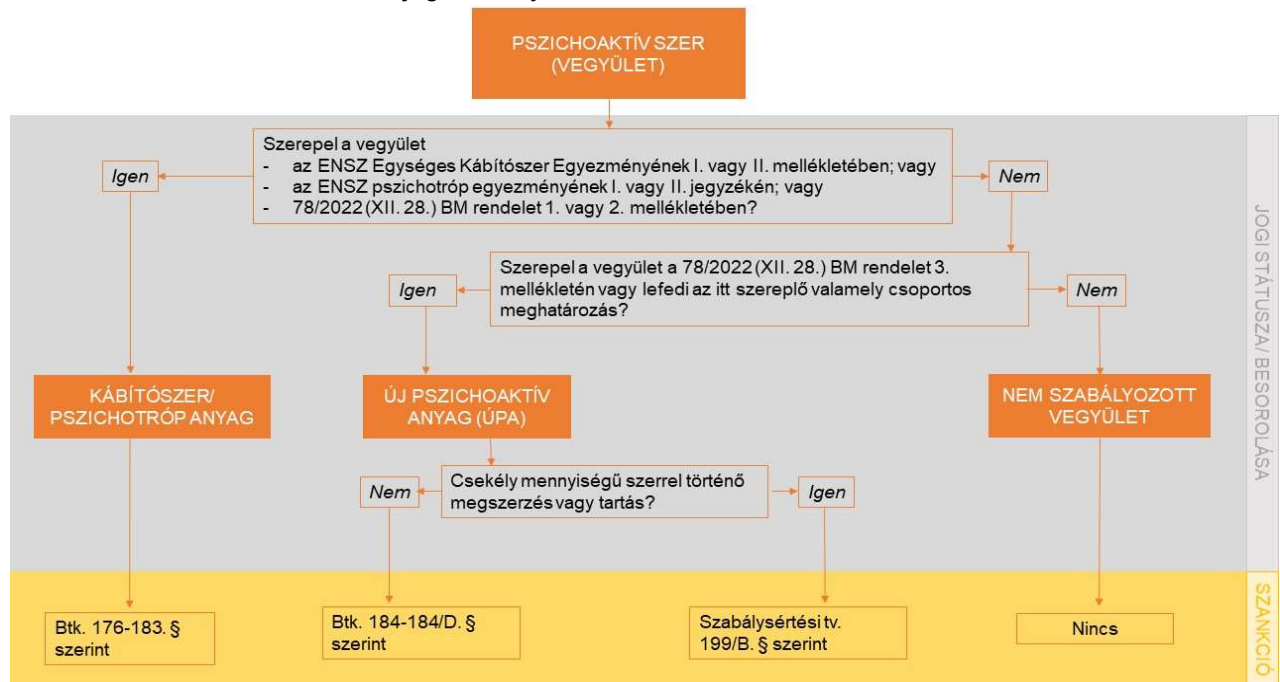 PSZICHOAKTÍV SZER
(VEGYÜLET)
Szerepel a vegyület
- az ENSZ Egységes Kábítószer Egyezményének I. vagy II. mellékletében; vagy
- az ENSZ pszichotróp egyezményének I. vagy II. jegyzékén; vagy
- 78/2022 (XII. 28.) BM rendelet 1. vagy 2. mellékletében?
Igen
Nem
Szerepel a vegyület a 78/2022 (XII. 28.) BM rendelet 3.
mellékletén vagy lefedi az itt szereplő valamely csoportos
meghatározás?
Igen
Nem
KÁBÍTÓSZER/
PSZICHOTRÓP ANYAG
ÚJ PSZICHOAKTÍV
ANYAG (ÚPA)
NEM SZABÁLYOZOTT
VEGYÜLET
Csekély mennyiségű szerrel történő
megszerzés vagy tartás?
Nem
Igen
Btk. 176-183. §
szerint
Btk. 184-184/D. §
szerint
Szabálysértési tv.
199/B. § szerint
Nincs
JOGI STÁTUSZA/ BESOROLÁSA
SZANKCIÓ